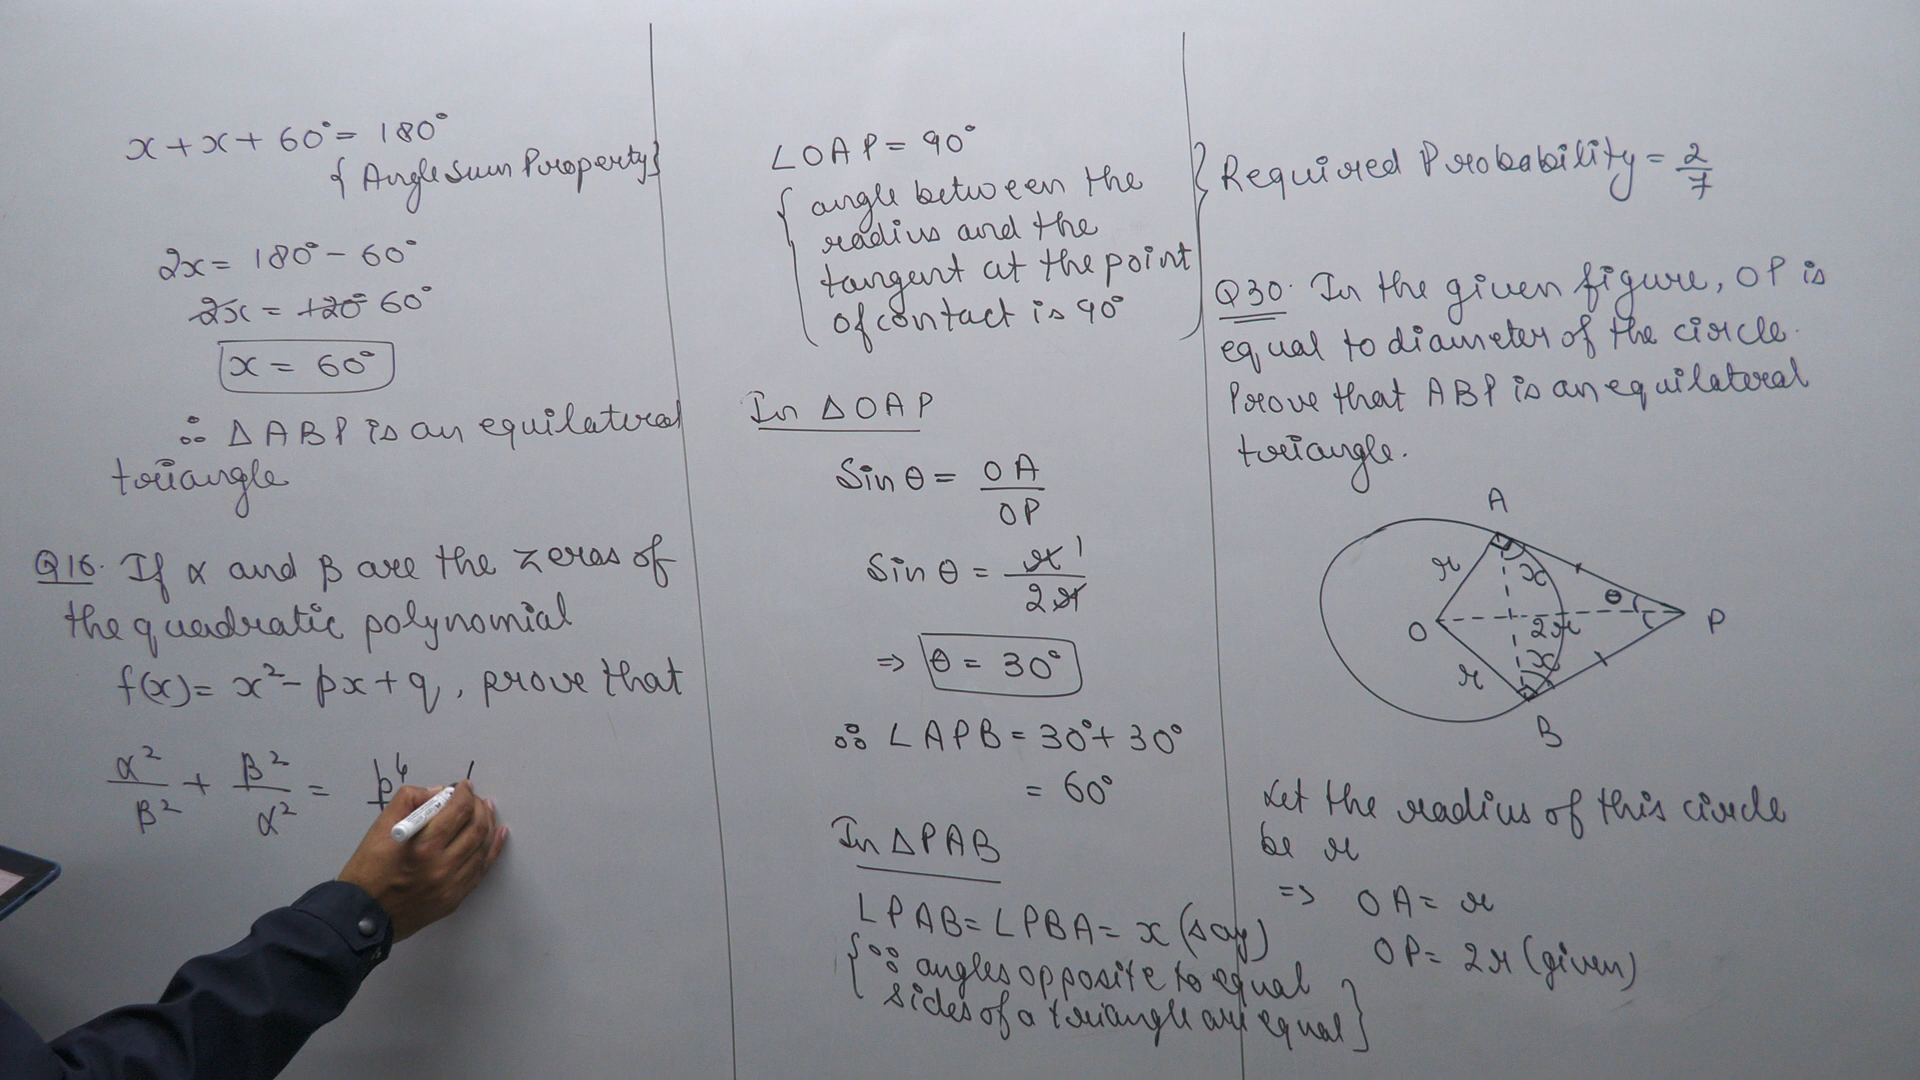 x + x + 60° = 180°
{Angle Sum Property}
2x = 180° - 60°
2x = 120° 60°
x = 60°
∴ △ABP is an equilateral
triangle
Q16. If α and β are the zeros of
the quadratic polynomial
f(x) = x² - px + q, prove that
α²/β² + β²/α² = p⁴
∠OAP = 90°
{angle between the
radius and the
tangent at the point
of contact is 90°}
In △OAP
Sin θ = OA/OP
Sin θ = r 1/2r
⇒ θ = 30°
∴ ∠APB = 30° + 30°
= 60°
In △PAB
∠PAB = ∠PBA = x (say)
{∵ angles opposite to equal
sides of a triangle are equal}
Required Probability = 2/7
Q30. In the given figure, OP is
equal to diameter of the circle.
Prove that ABP is an equilateral
triangle.
A
r x
θ
O 2r P
r x
B
Let the radius of this circle
be r
⇒ OA = r
OP = 2r (given)